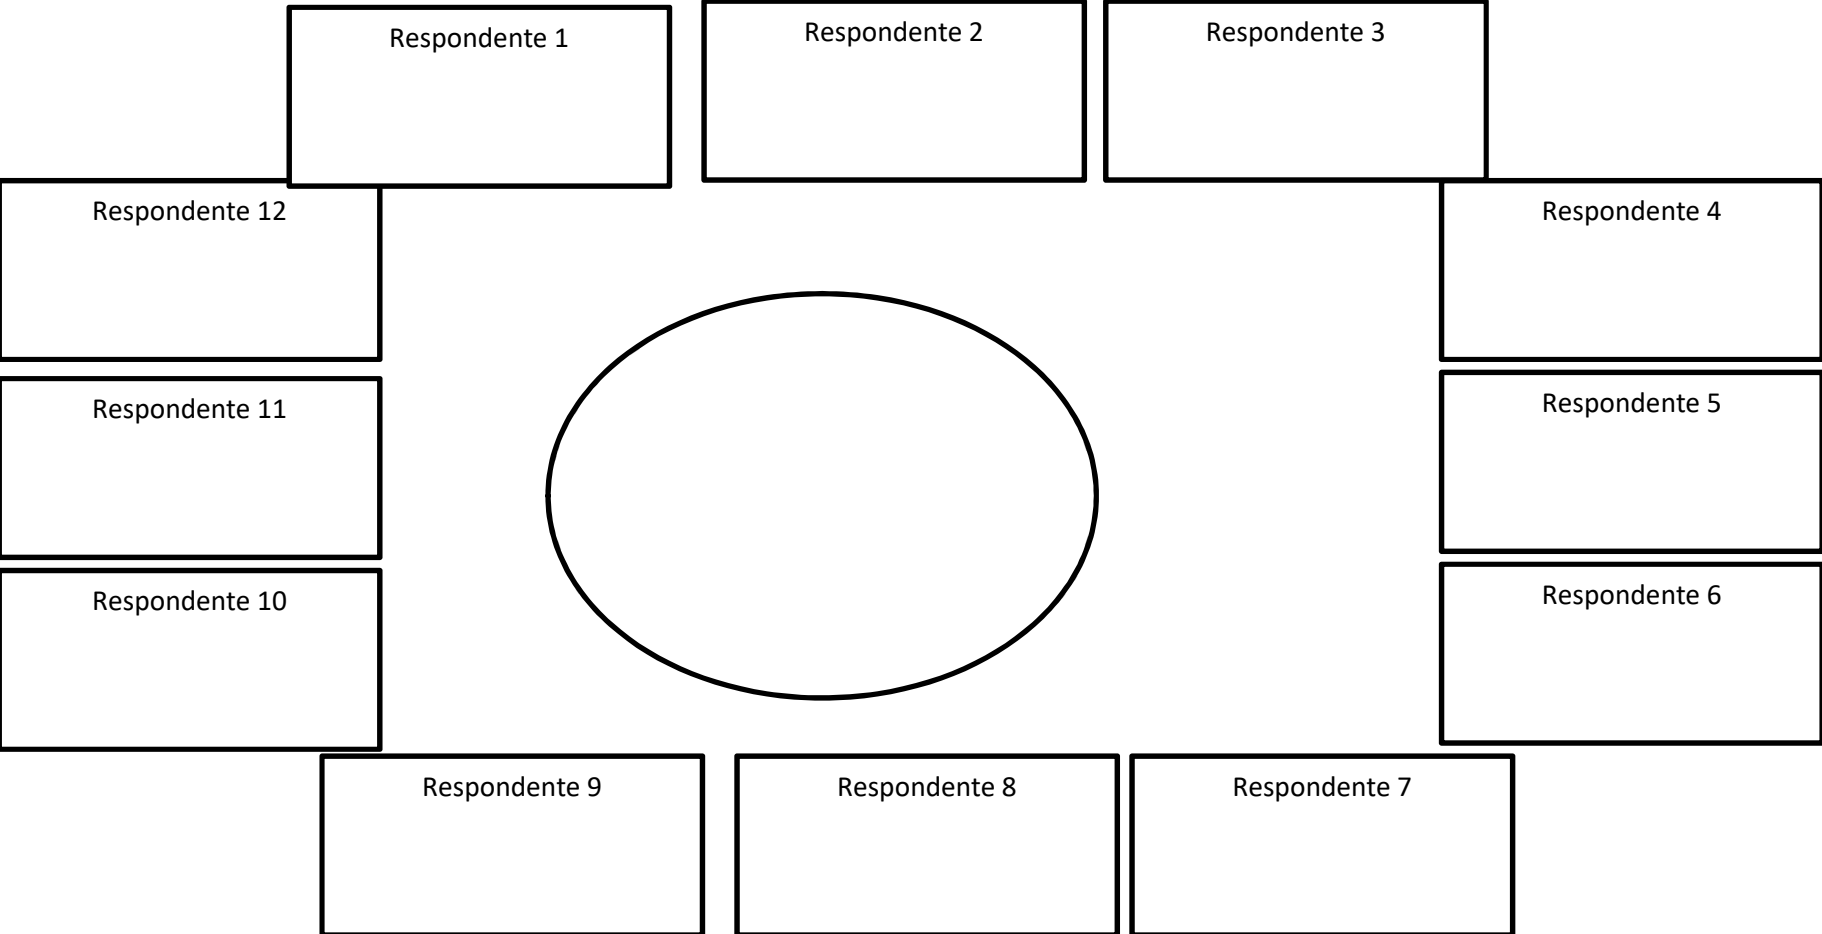 Respondente 1
Respondente 2
Respondente 3
Respondente 12
Respondente 4
Respondente 11
Respondente 5
Respondente 10
Respondente 6
Respondente 9
Respondente 8
Respondente 7